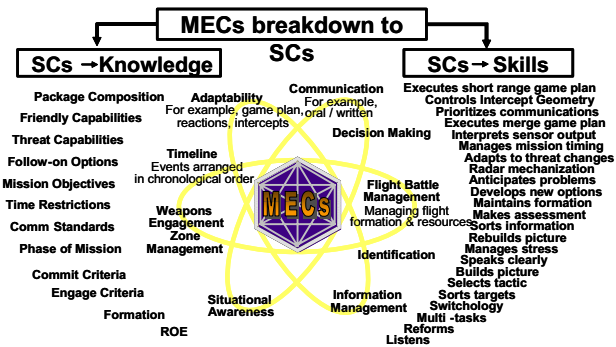 MECs breakdown to
SCs
SCs →Knowledge
SCs → Skills
Package Composition
Friendly Capabilities
Threat Capabilities
Follow-on Options
Mission Objectives
Time Restrictions
Comm Standards
Phase of Mission
Commit Criteria
Engage Criteria
Formation
ROE
Adaptability
For example, game plan,
reactions, intercepts
Communication
For example,
oral / written
Decision Making
Timeline
Events arranged
in chronological order
MECs
Flight Battle
Management
Managing flight
formation & resources
Weapons
Engagement
Zone
Management
Identification
Situational
Awareness
Information
Management
Executes short range game plan
Controls Intercept Geometry
Prioritizes communications
Executes merge game plan
Interprets sensor output
Manages mission timing
Adapts to threat changes
Radar mechanization
Anticipates problems
Develops new options
Maintains formation
Makes assessment
Sorts information
Rebuilds picture
Manages stress
Speaks clearly
Builds picture
Selects tactic
Sorts targets
Switchology
Multi -tasks
Reforms
Listens